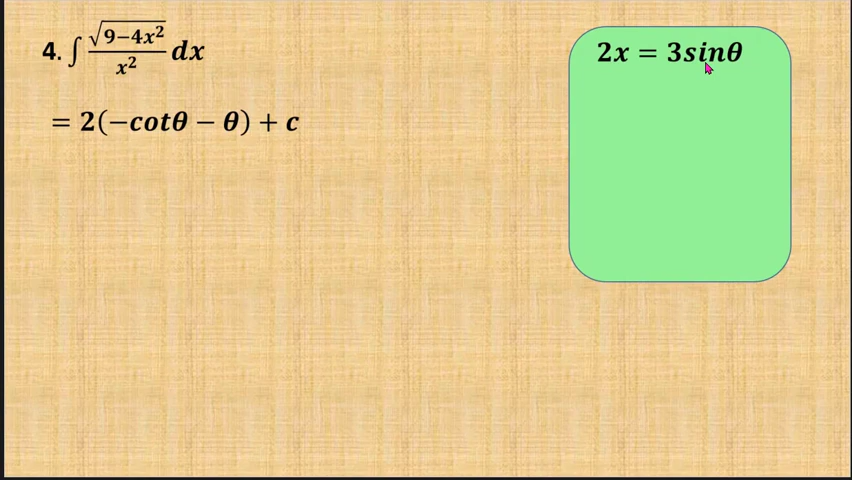 4. ∫ √(9−4x²)/x² dx
= 2(−cotθ − θ) + c
2x = 3sinθ